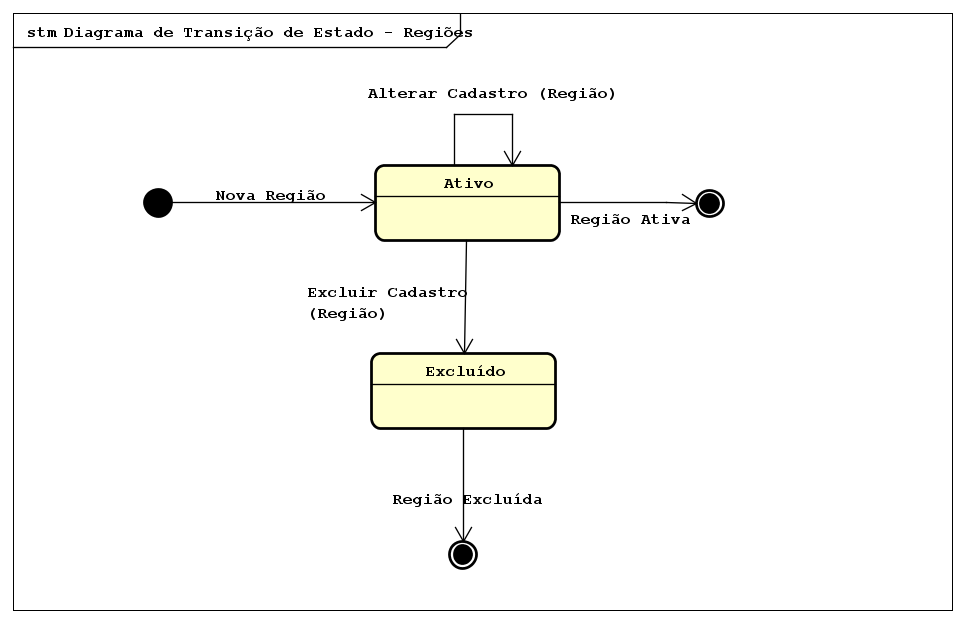 stm Diagrama de Transição de Estado - Regiões
Alterar Cadastro (Região)
Ativo
Nova Região
Região Ativa
Excluir Cadastro
(Região)
Excluído
Região Excluída